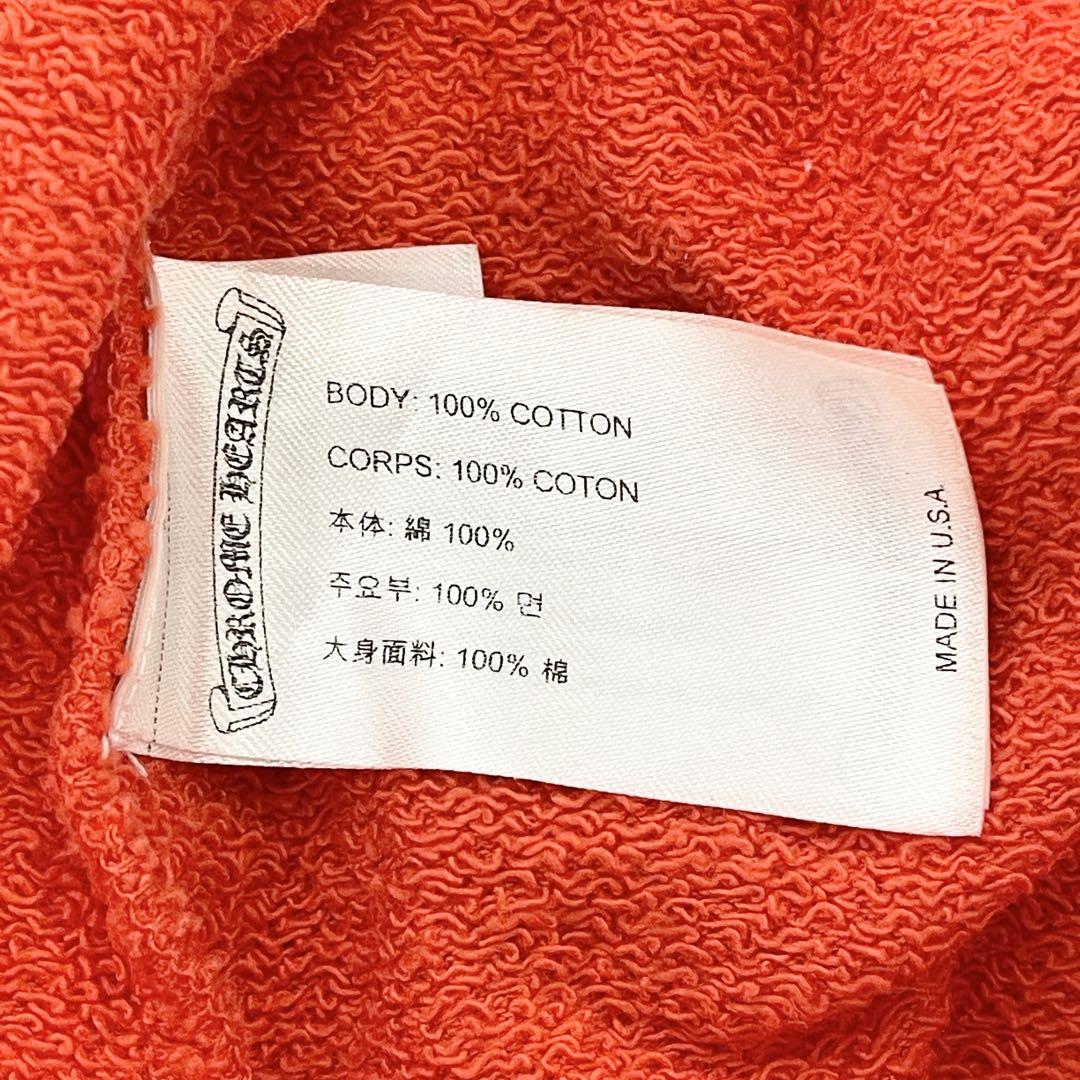 CHROME HEARTS
BODY: 100% COTTON
CORPS: 100% COTON
本体: 綿 100%
주요부: 100% 면
大身面料: 100% 棉
MADE IN U.S.A.